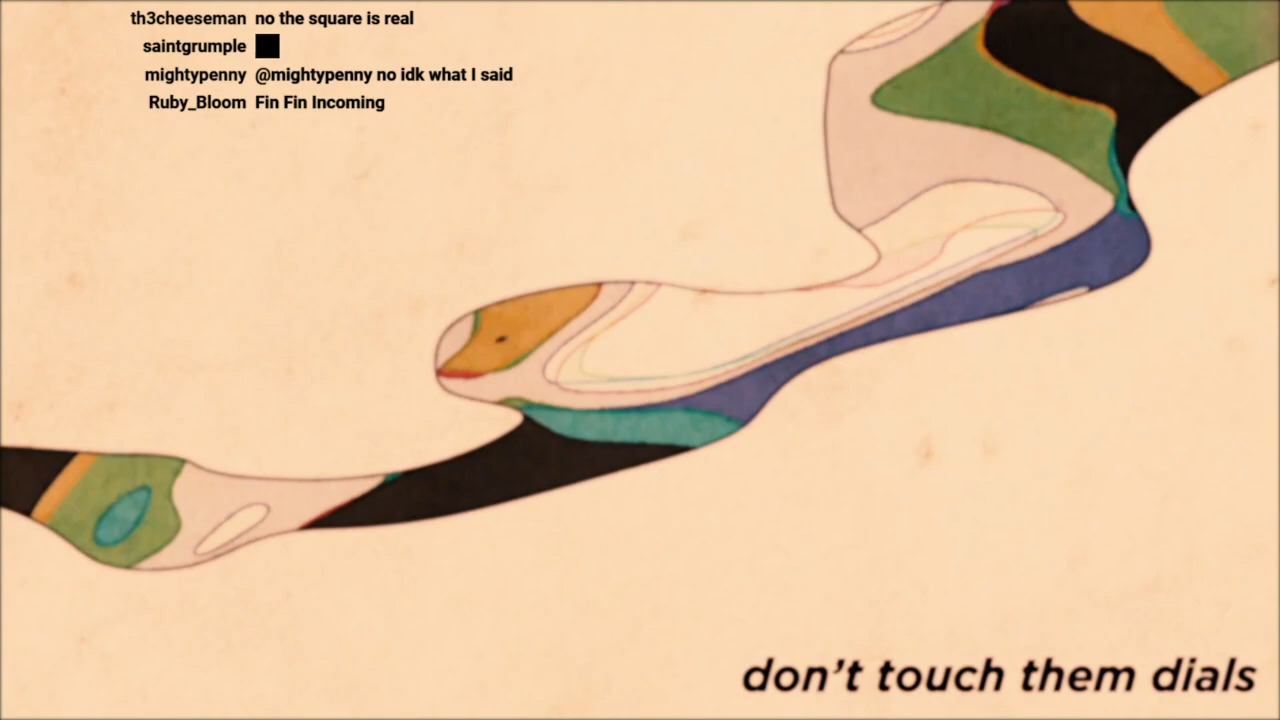 th3cheeseman no the square is real
saintgrumple
mightypenny @mightypenny no idk what I said
Ruby_Bloom Fin Fin Incoming
don't touch them dials